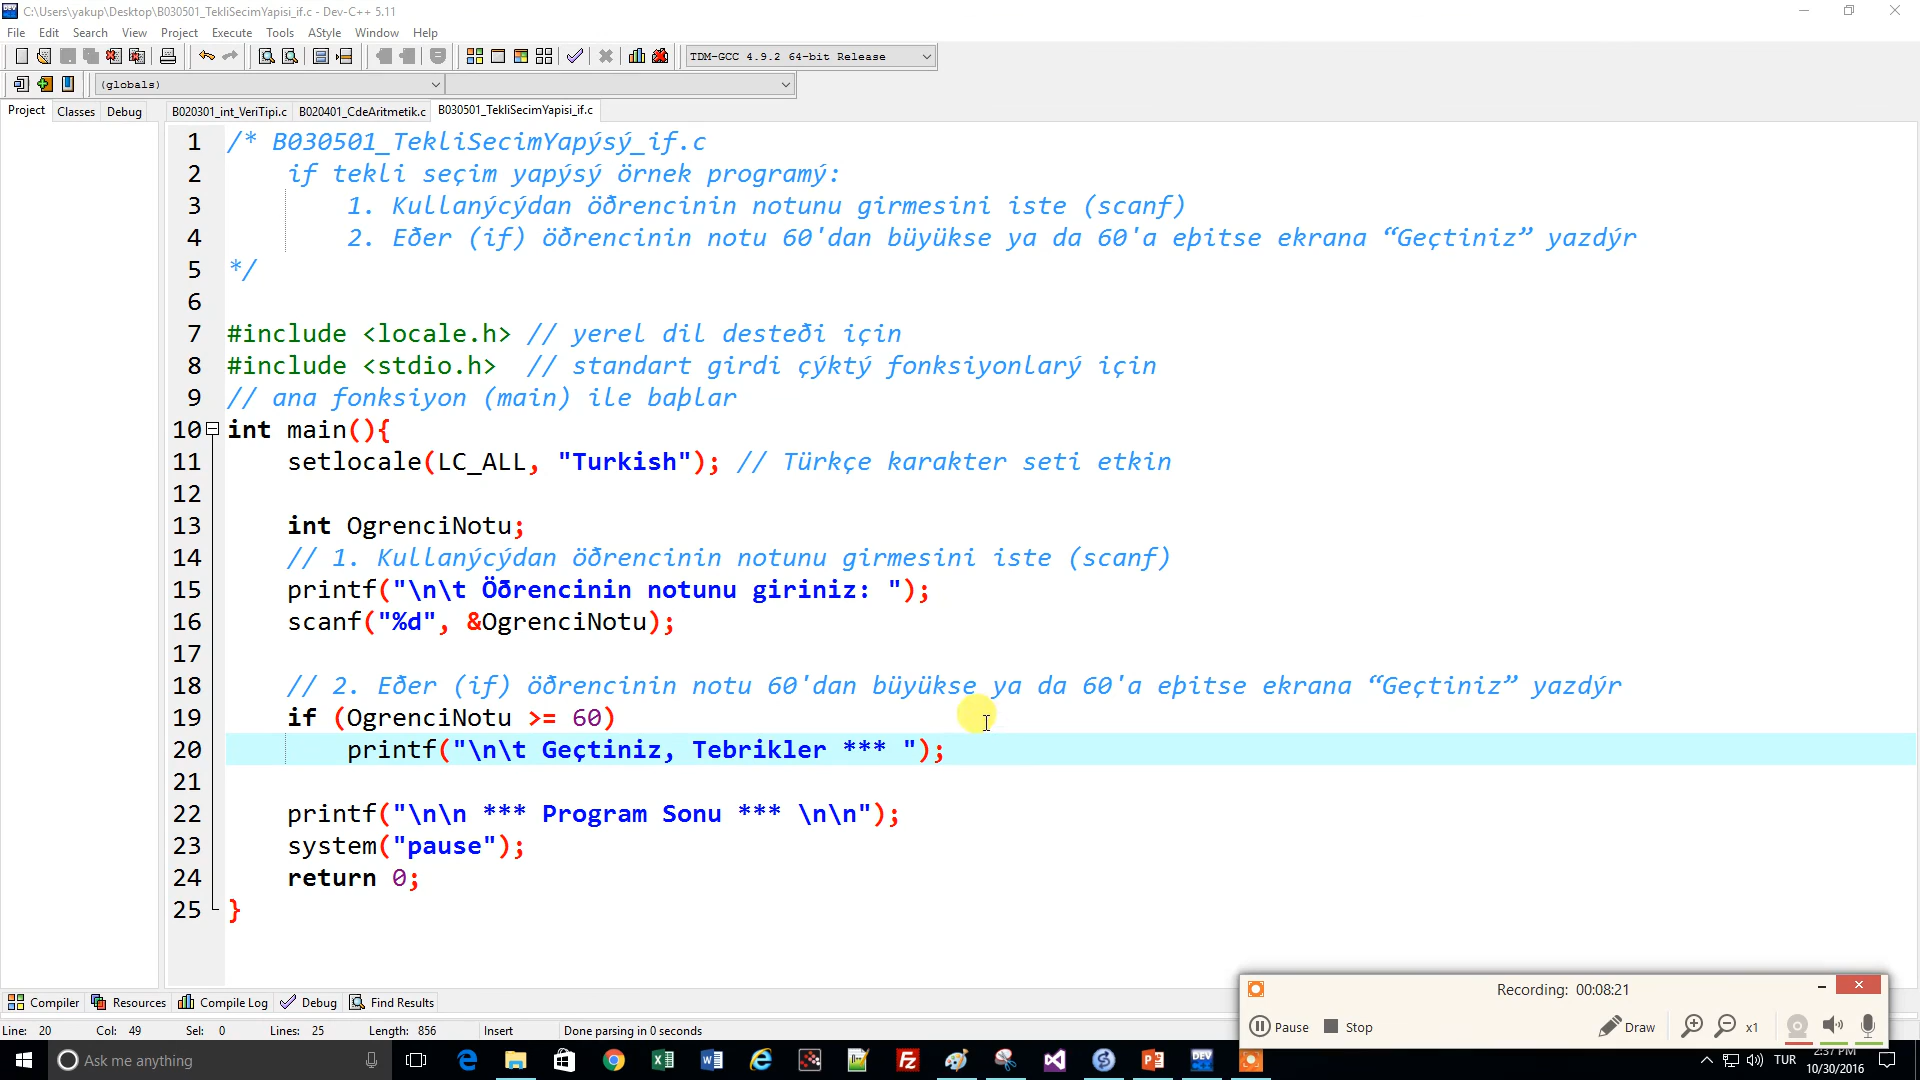 C:\Users\yakup\Desktop\B030501_TekliSecimYapisi_if.c - Dev-C++ 5.11
File Edit Search View Project Execute Tools AStyle Window Help
TDM-GCC 4.9.2 64-bit Release
(globals)
Project Classes Debug B020301_int_VeriTipi.c B020401_CdeAritmetik.c B030501_TekliSecimYapisi_if.c
1 /* B030501_TekliSecimYapýsý_if.c
2 if tekli seçim yapýsý örnek programý:
3 1. Kullanýcýdan öðrencinin notunu girmesini iste (scanf)
4 2. Eðer (if) öðrencinin notu 60'dan büyükse ya da 60'a eþitse ekrana “Geçtiniz” yazdýr
5 */
6
7 #include <locale.h> // yerel dil desteði için
8 #include <stdio.h> // standart girdi çýktý fonksiyonlarý için
9 // ana fonksiyon (main) ile baþlar
10 int main(){
11 setlocale(LC_ALL, "Turkish"); // Türkçe karakter seti etkin
12
13 int OgrenciNotu;
14 // 1. Kullanýcýdan öðrencinin notunu girmesini iste (scanf)
15 printf("\n\t Öðrencinin notunu giriniz: ");
16 scanf("%d", &OgrenciNotu);
17
18 // 2. Eðer (if) öðrencinin notu 60'dan büyükse ya da 60'a eþitse ekrana “Geçtiniz” yazdýr
19 if (OgrenciNotu >= 60)
20 printf("\n\t Geçtiniz, Tebrikler *** ");
21
22 printf("\n\n *** Program Sonu *** \n\n");
23 system("pause");
24 return 0;
25 }
Recording: 00:08:21
Pause Stop Draw x1
Compiler Resources Compile Log Debug Find Results
Line: 20 Col: 49 Sel: 0 Lines: 25 Length: 856 Insert Done parsing in 0 seconds
Ask me anything
TUR
2:37 PM
10/30/2016